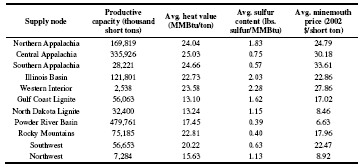 Supply node Productive capacity (thousand short tons) Avg. heat value (MMBtu/ton) Avg. sulfur content (lbs. sulfur/MMBtu) Avg. minemouth price (2002 $/short ton)
Northern Appalachia 169,819 24.04 1.83 24.79
Central Appalachia 335,926 25.03 0.75 30.18
Southern Appalachia 28,221 24.66 0.57 33.61
Illinois Basin 121,801 22.73 2.03 22.86
Western Interior 2,538 23.58 2.28 27.86
Gulf Coast Lignite 56,063 13.10 1.62 17.02
North Dakota Lignite 32,400 13.24 1.15 8.46
Powder River Basin 479,761 17.45 0.39 6.63
Rocky Mountains 75,185 22.81 0.40 17.96
Southwest 56,653 20.22 0.63 22.47
Northwest 7,284 15.63 1.13 8.92